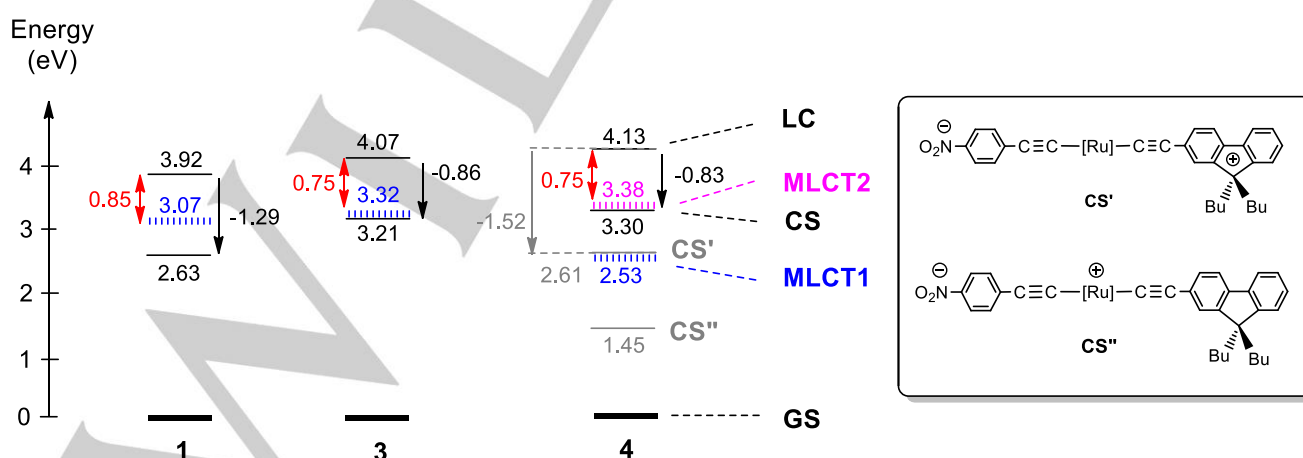 Energy
(eV)
4
3
2
1
0
3.92
0.85
3.07
-1.29
2.63
1
4.07
0.75
3.32
-0.86
3.21
3
4.13
0.75
3.38
-0.83
-1.52
3.30
CS'
2.61
2.53
CS"
1.45
4
LC
MLCT2
CS
MLCT1
GS
⊖
O₂N
C≡C
[Ru]
C≡C
⊕
Bu
Bu
CS'
⊖
⊕
O₂N
C≡C
[Ru]
C≡C
CS"
Bu
Bu